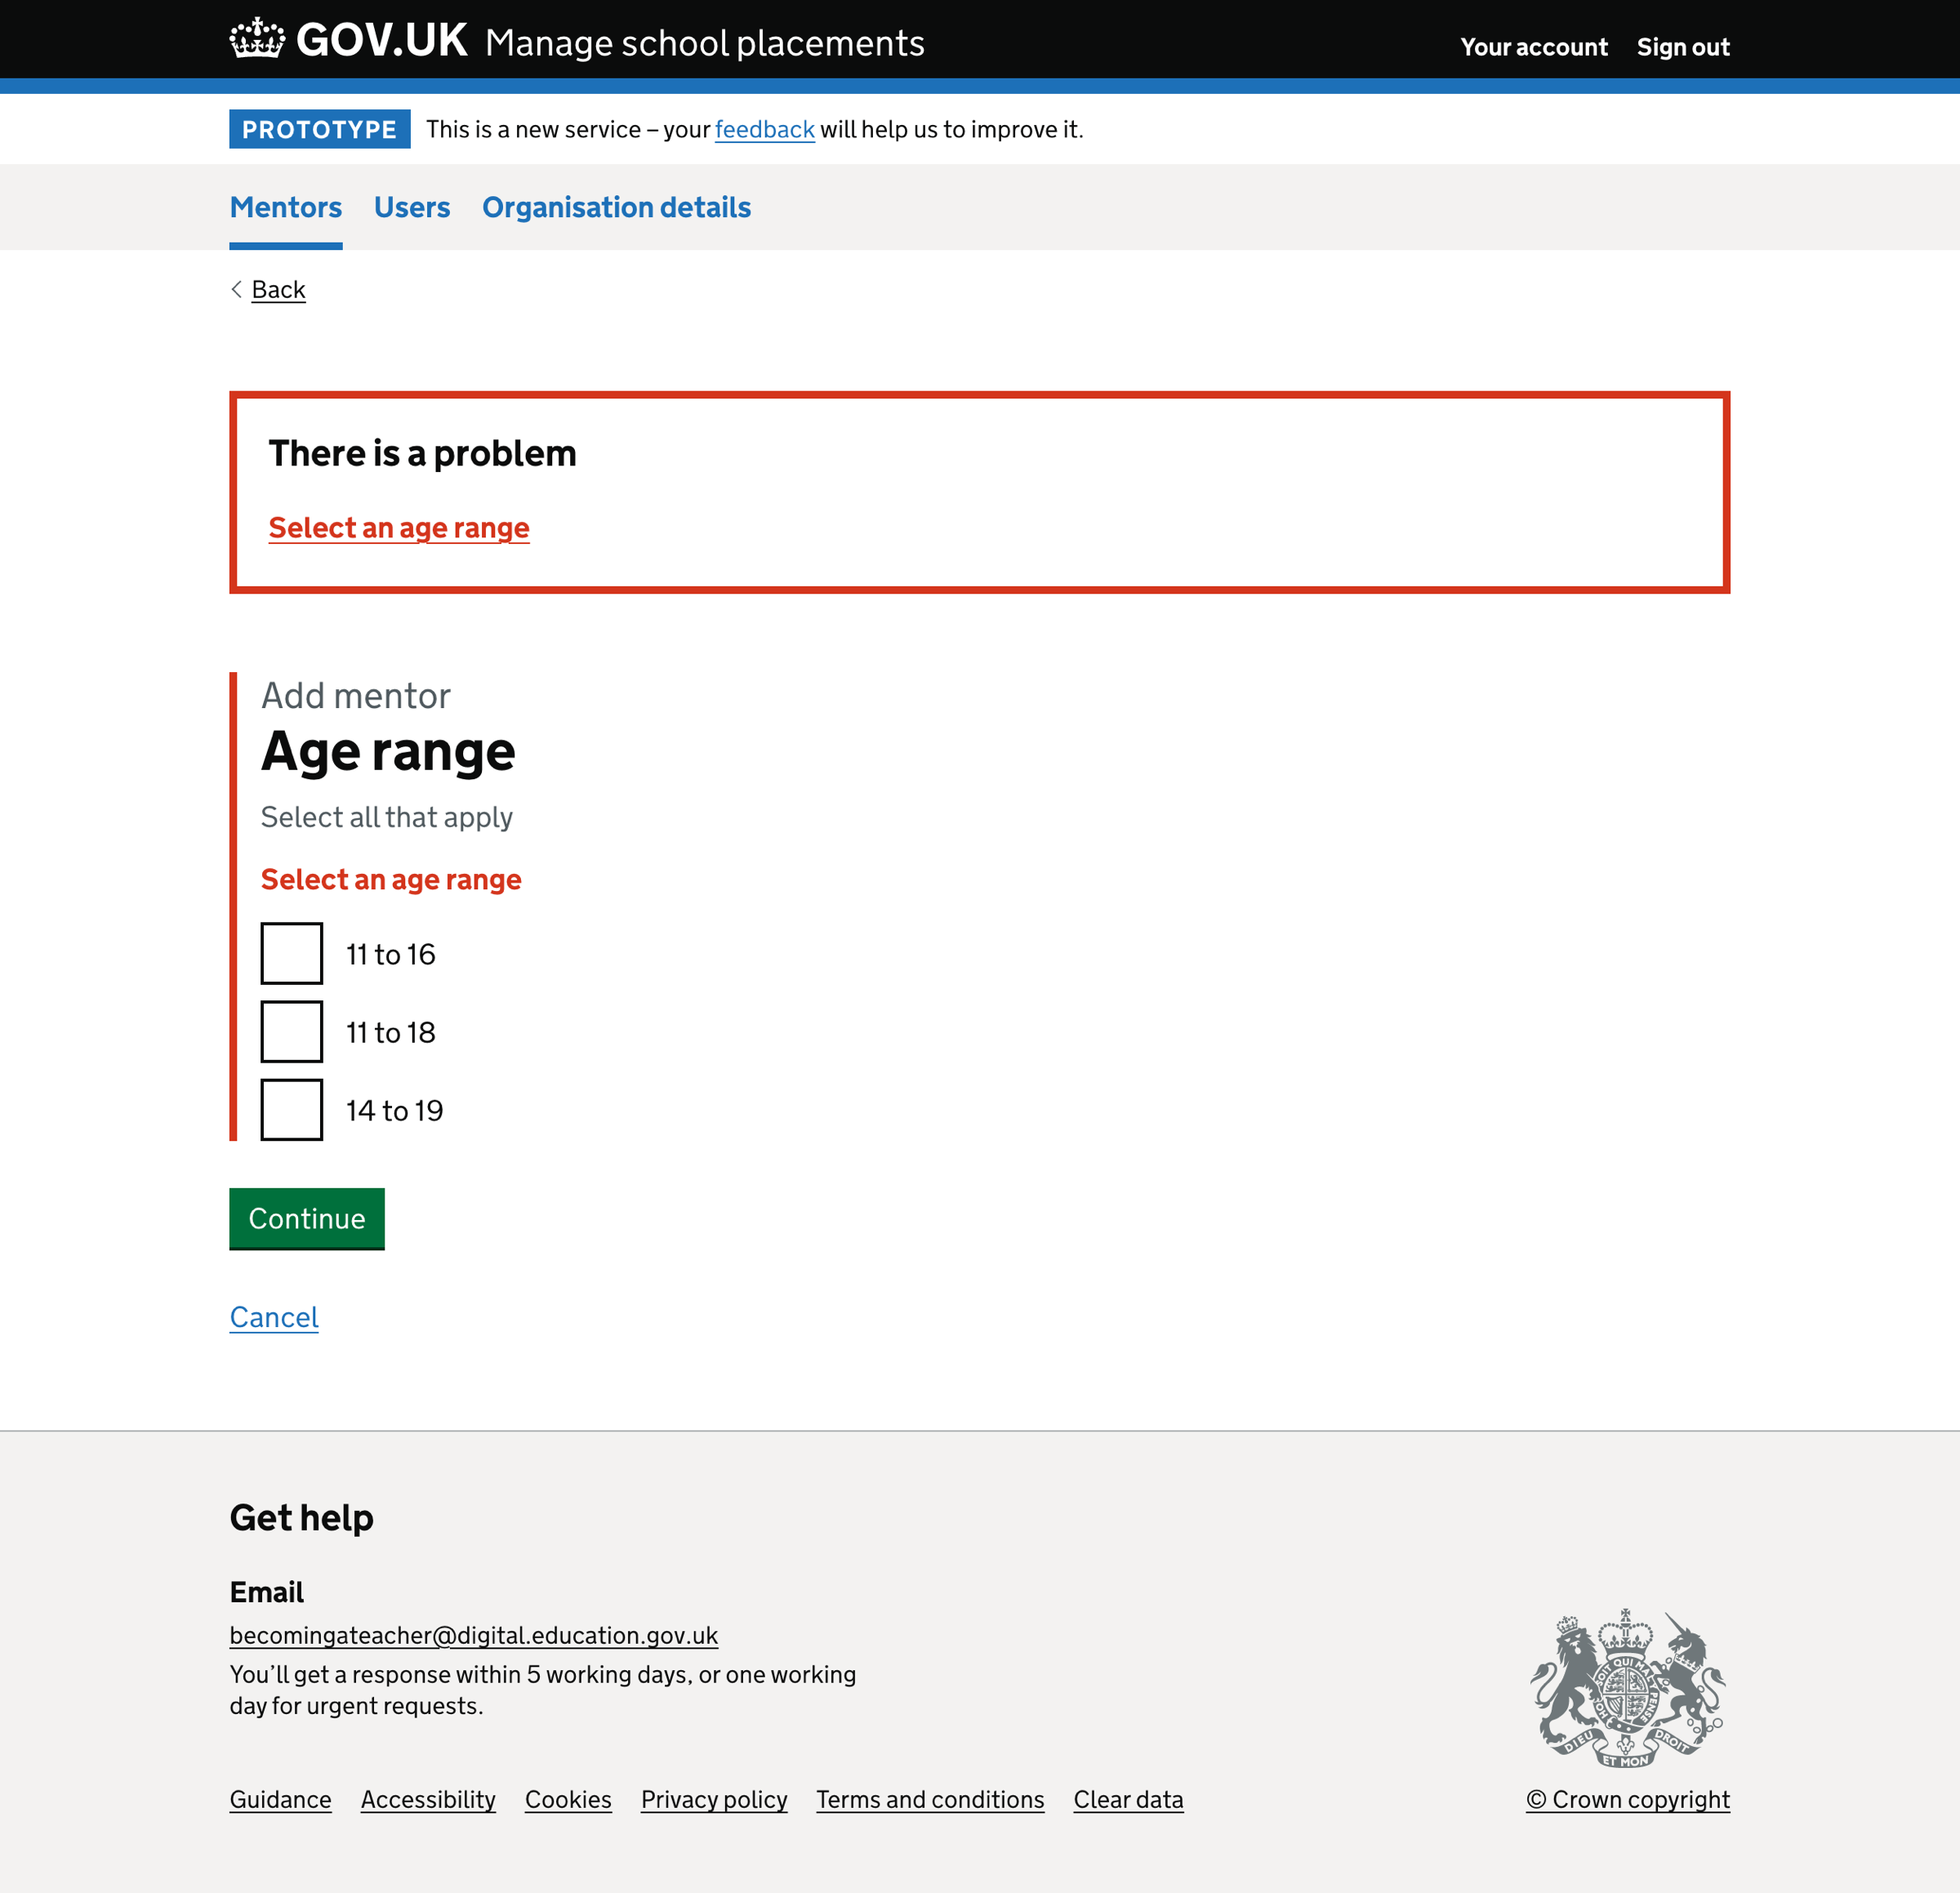 GOV.UK Manage school placements
Your account Sign out
PROTOTYPE This is a new service – your feedback will help us to improve it.
Mentors Users Organisation details
Back
There is a problem
Select an age range
Add mentor
Age range
Select all that apply
Select an age range
11 to 16
11 to 18
14 to 19
Continue
Cancel
Get help
Email
becomingateacher@digital.education.gov.uk
You’ll get a response within 5 working days, or one working
day for urgent requests.
DIEU ET MON DROIT
Guidance Accessibility Cookies Privacy policy Terms and conditions Clear data
© Crown copyright